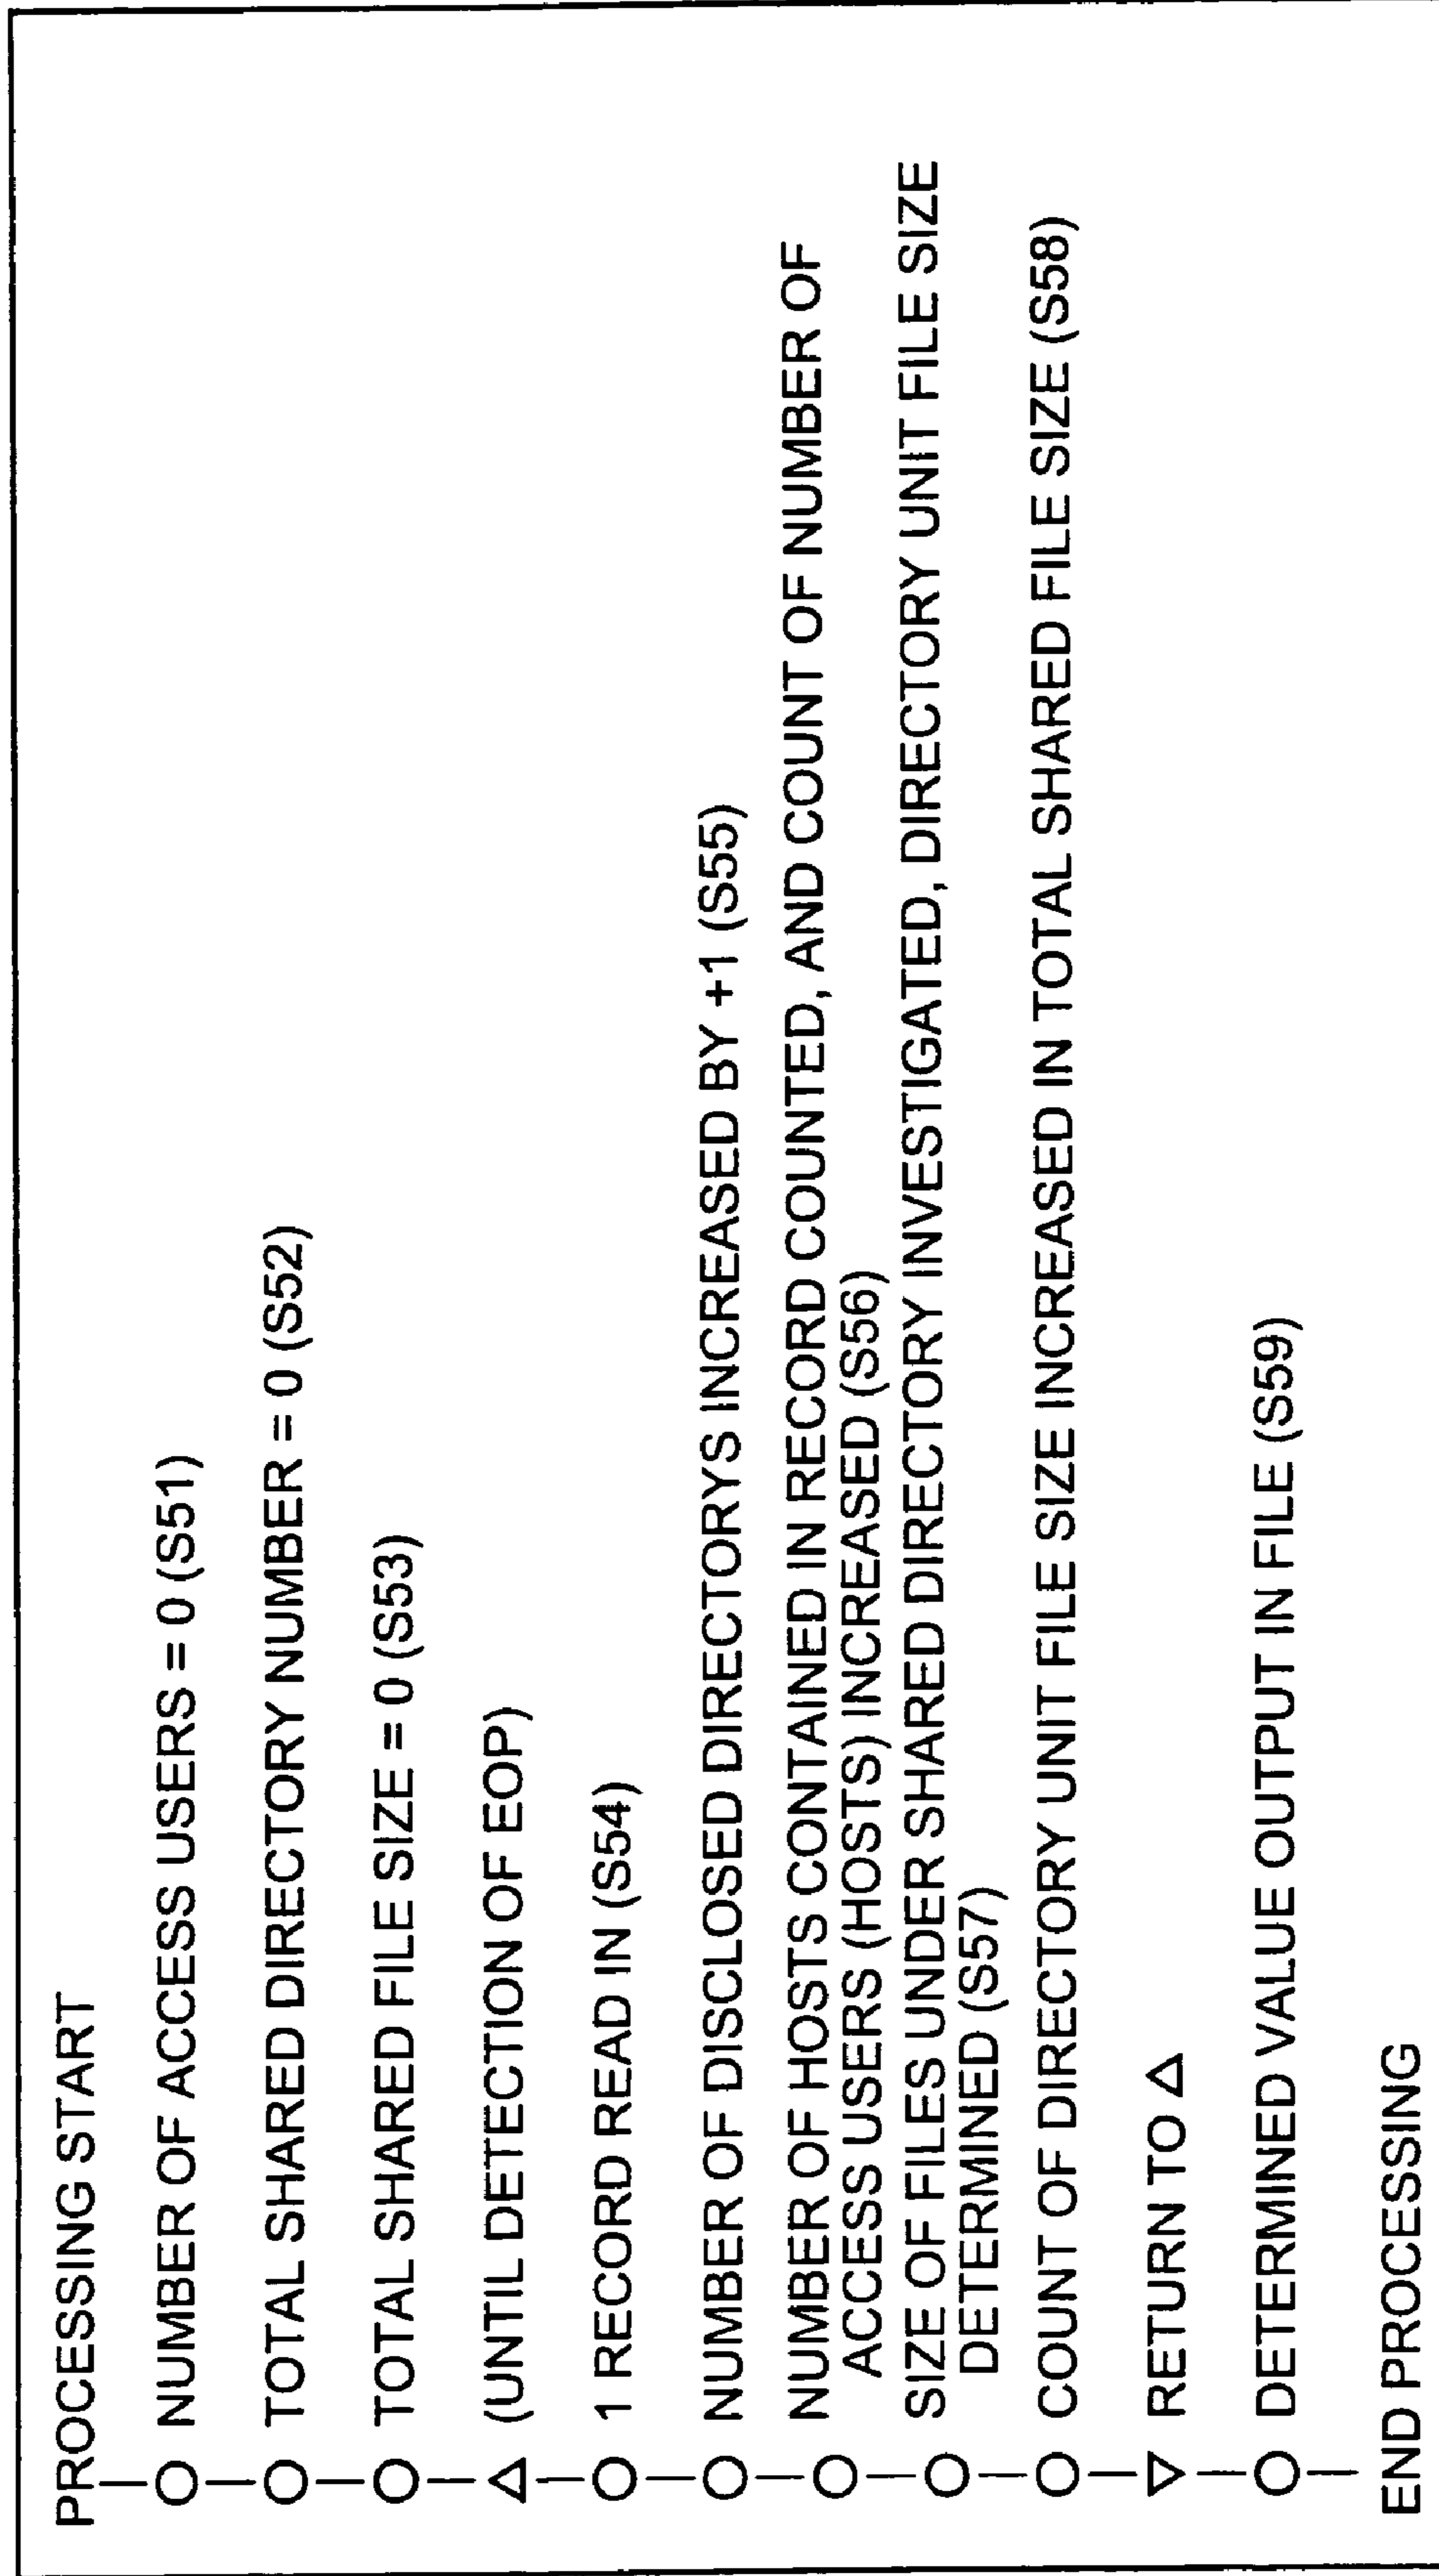 PROCESSING START
NUMBER OF ACCESS USERS = 0 (S51)
TOTAL SHARED DIRECTORY NUMBER = 0 (S52)
TOTAL SHARED FILE SIZE = 0 (S53)
(UNTIL DETECTION OF EOP)
1 RECORD READ IN (S54)
NUMBER OF DISCLOSED DIRECTORYS INCREASED BY +1 (S55)
NUMBER OF HOSTS CONTAINED IN RECORD COUNTED, AND COUNT OF NUMBER OF
ACCESS USERS (HOSTS) INCREASED (S56)
SIZE OF FILES UNDER SHARED DIRECTORY INVESTIGATED, DIRECTORY UNIT FILE SIZE
DETERMINED (S57)
COUNT OF DIRECTORY UNIT FILE SIZE INCREASED IN TOTAL SHARED FILE SIZE (S58)
RETURN TO △
DETERMINED VALUE OUTPUT IN FILE (S59)
END PROCESSING